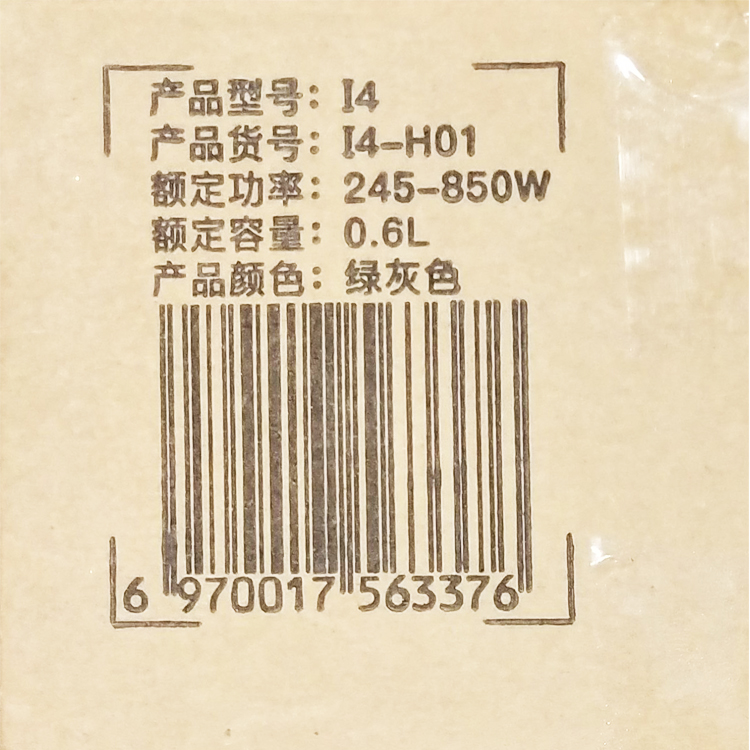 产品型号：I4
产品货号：I4-H01
额定功率：245-850W
额定容量：0.6L
产品颜色：绿灰色
6 970017 563376